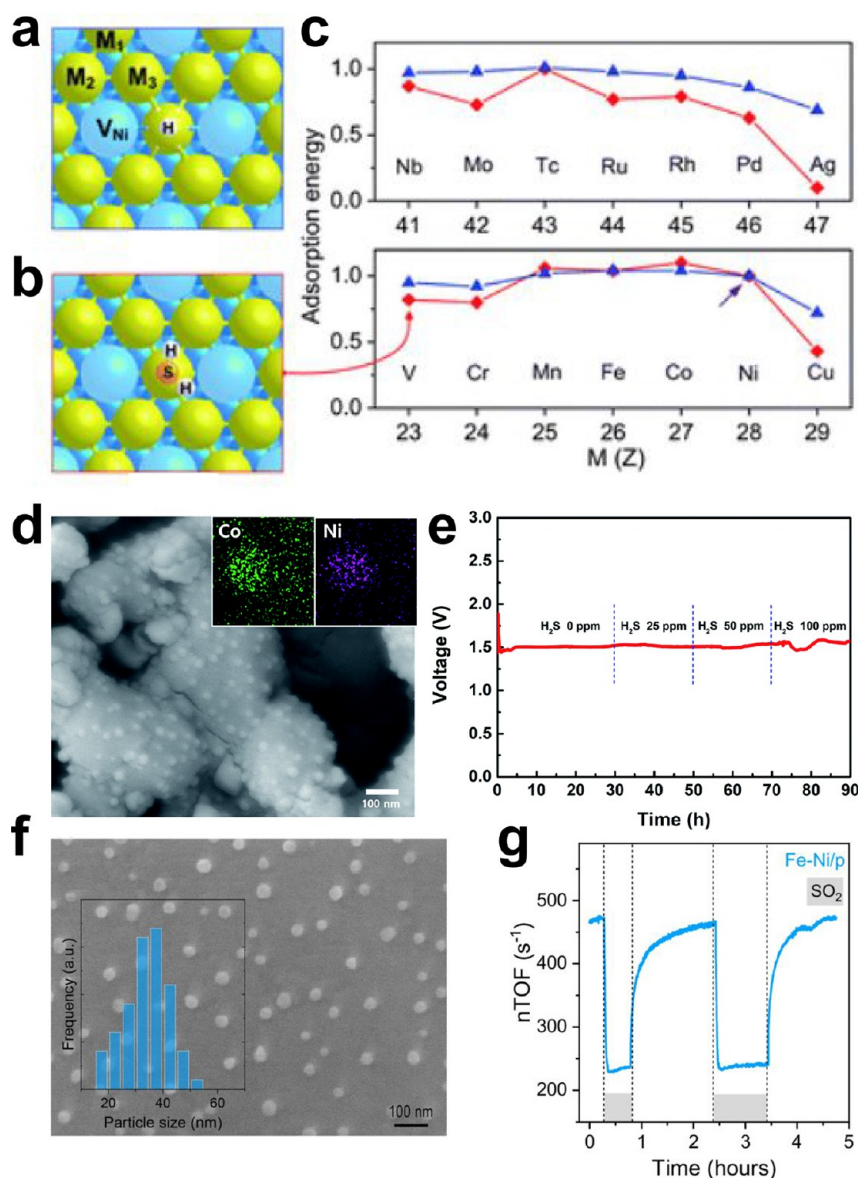 a
M₁
M₂ M₃
V_Ni H
b
H
S
H
c
Adsorption energy
1.0
0.5
0.0
Nb Mo Tc Ru Rh Pd Ag
41 42 43 44 45 46 47
1.0
0.5
0.0
V Cr Mn Fe Co Ni Cu
23 24 25 26 27 28 29
M (Z)
d
Co Ni
100 nm
e
Voltage (V)
3.0
2.5
2.0
1.5
1.0
0.5
0.0
H₂S 0 ppm H₂S 25 ppm H₂S 50 ppm H₂S 100 ppm
0 10 20 30 40 50 60 70 80 90
Time (h)
f
Frequency (a.u.)
20 40 60
Particle size (nm)
100 nm
g
Fe-Ni/p
SO₂
nTOF (s⁻¹)
500
450
400
350
300
250
200
0 1 2 3 4 5
Time (hours)